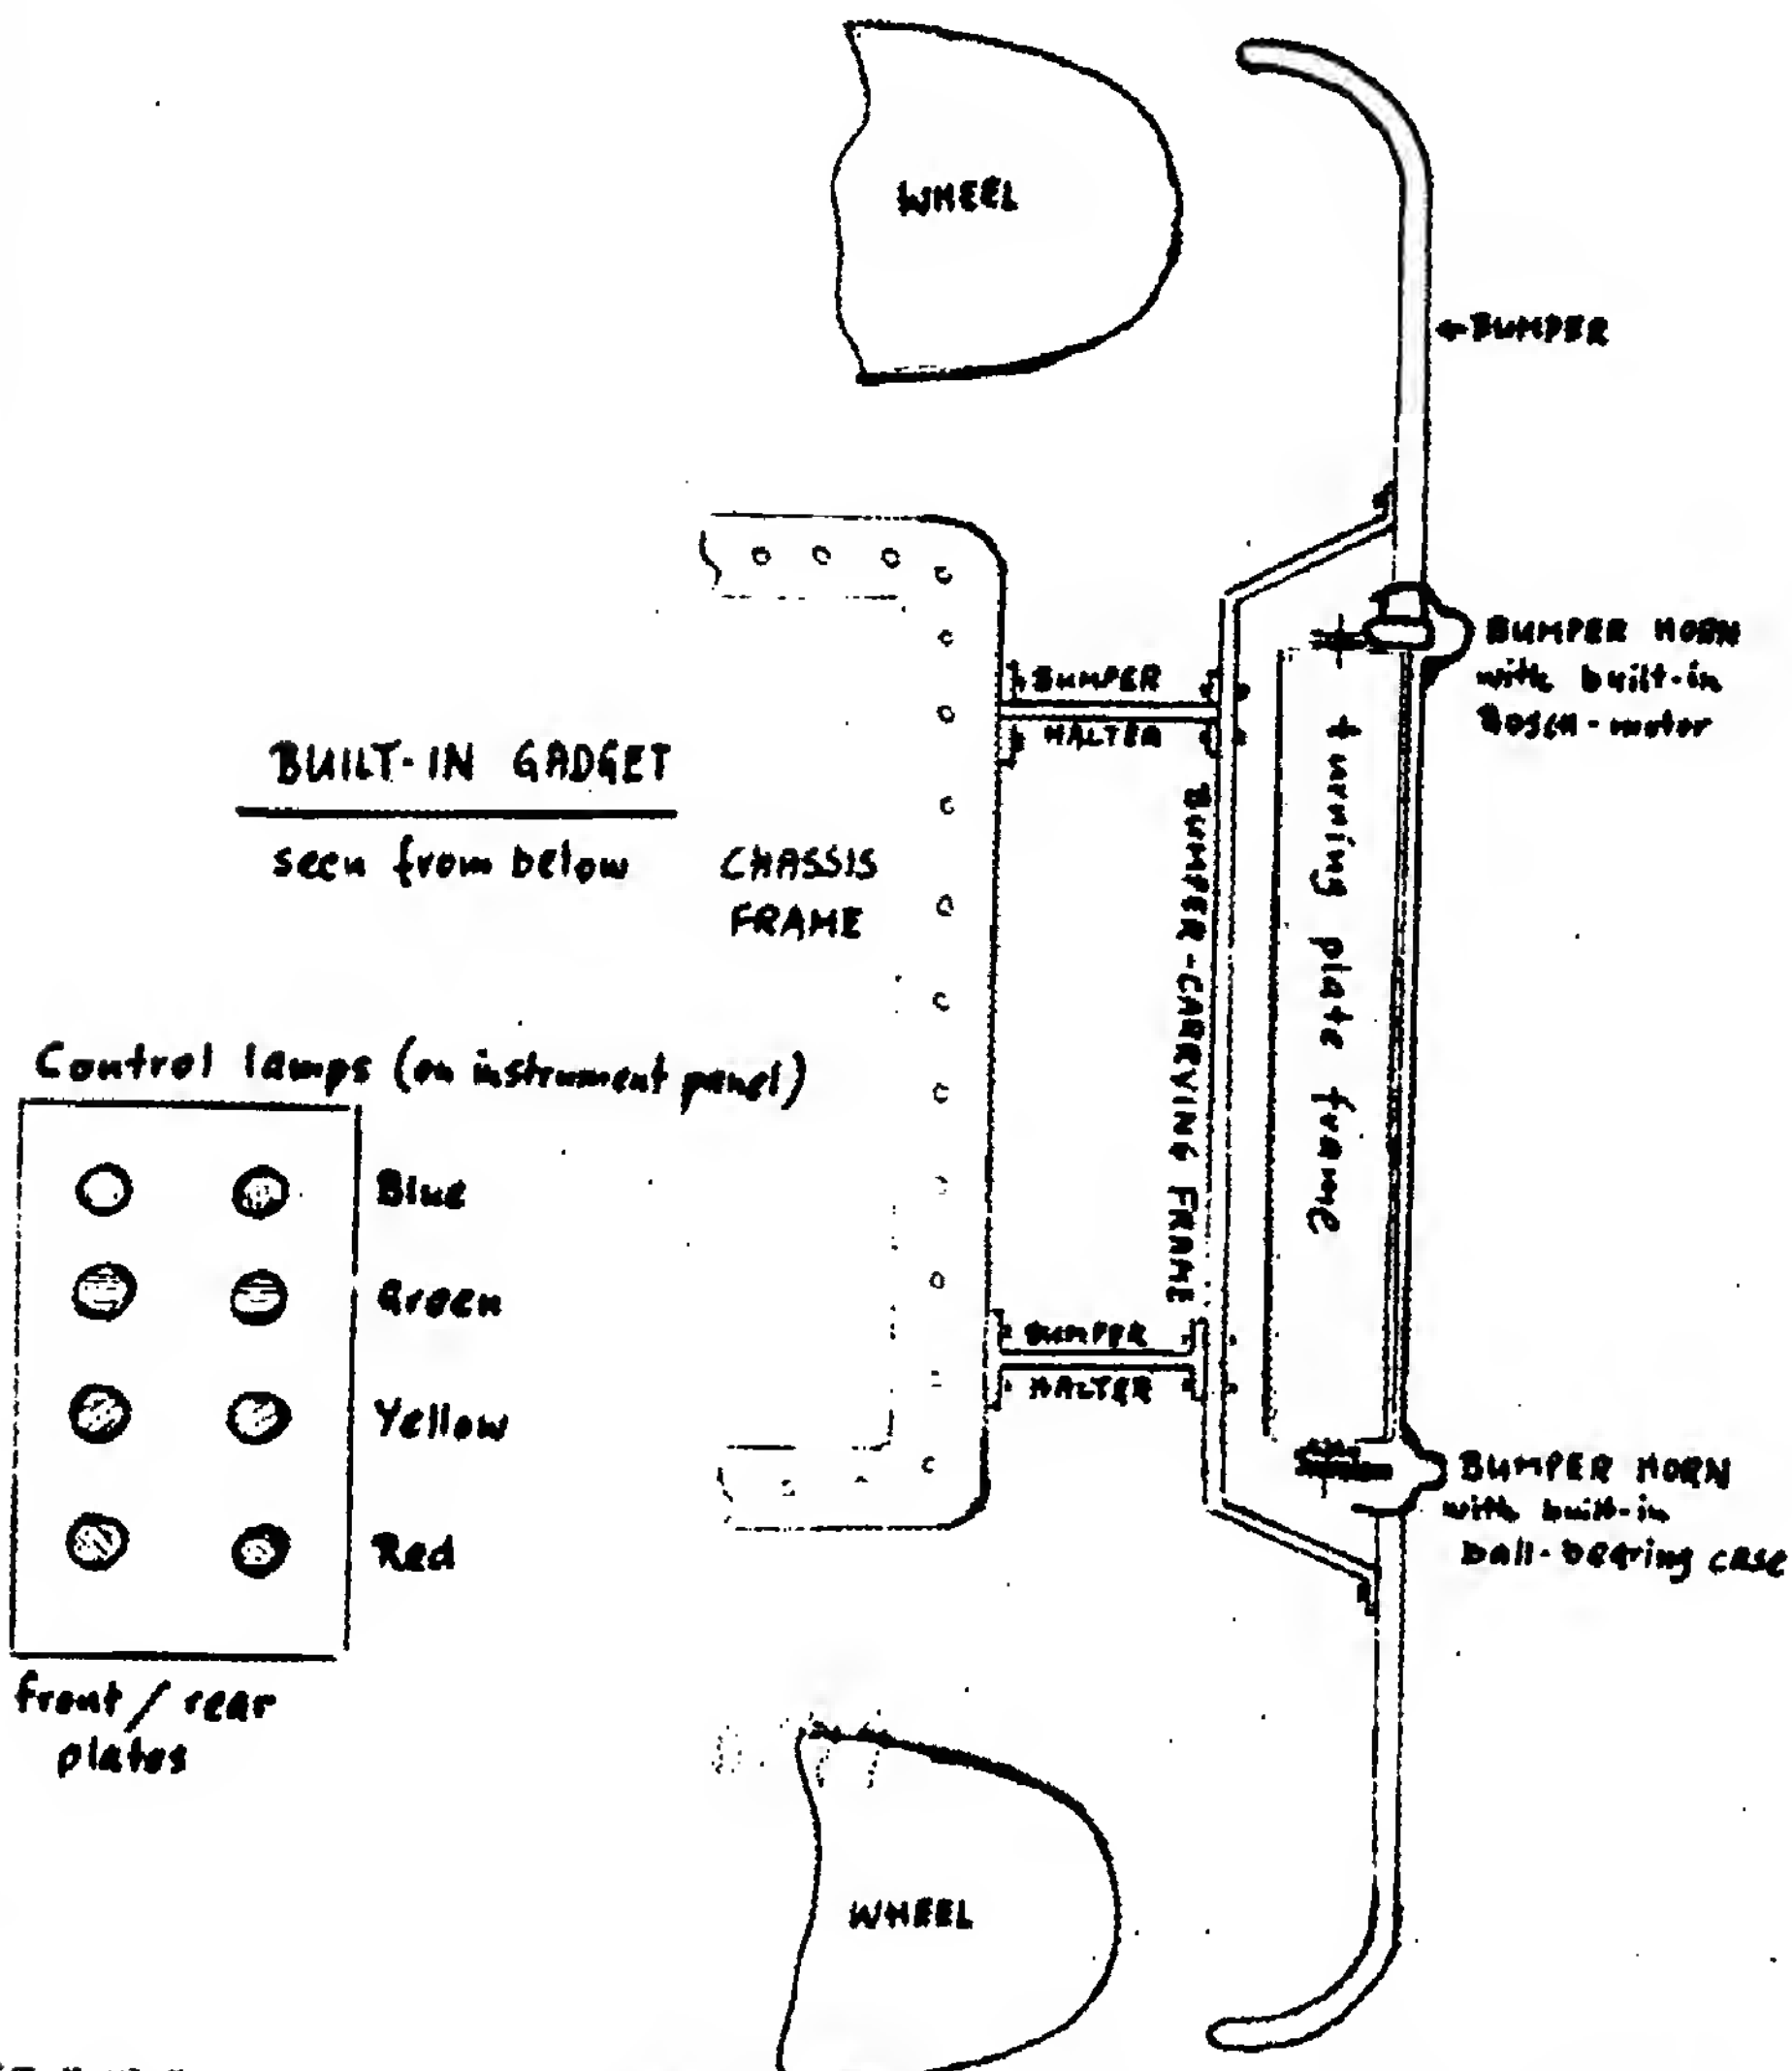 WHEEL
←BUMPER
BUMPER HORN
with built-in
Bosch-motor
BUMPER
HALTER
BUILT-IN GADGET
seen from below
CHASSIS
FRAME
BUMPER-CARRYING FRAME
turning plate frame
Control lamps (on instrument panel)
Blue
Green
Yellow
Red
front / rear
plates
BUMPER
HALTER
BUMPER HORN
with built-in
ball-bearing case
WHEEL